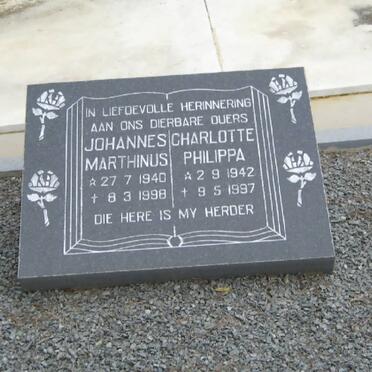 IN LIEFDEVOLLE HERINNERING
AAN ONS DIERBARE OUERS
JOHANNES CHARLOTTE
MARTHINUS PHILIPPA
☆ 27 7 1940 ☆ 2 9 1942
† 8 3 1998 † 9 5 1997
DIE HERE IS MY HERDER